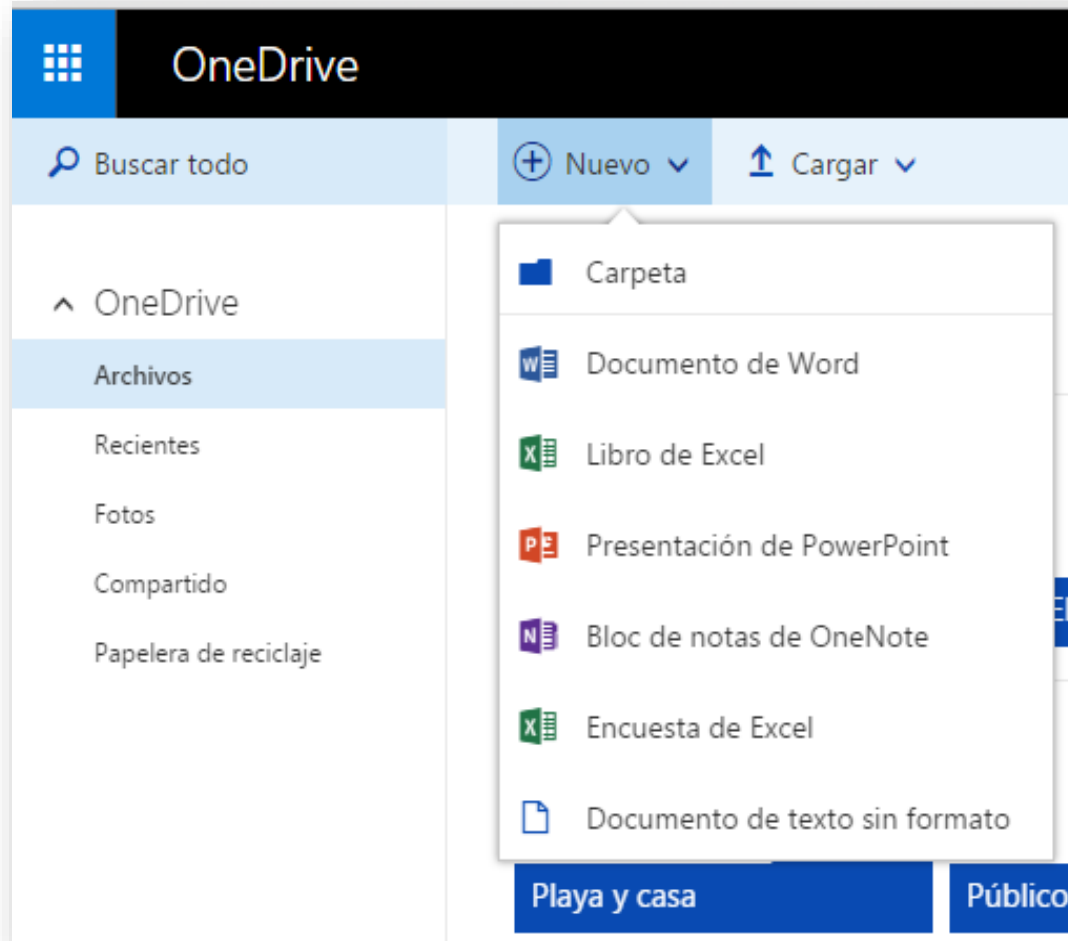 OneDrive
Buscar todo
Nuevo
Cargar
OneDrive
Archivos
Recientes
Fotos
Compartido
Papelera de reciclaje
Carpeta
Documento de Word
Libro de Excel
Presentación de PowerPoint
Bloc de notas de OneNote
Encuesta de Excel
Documento de texto sin formato
Playa y casa
Público